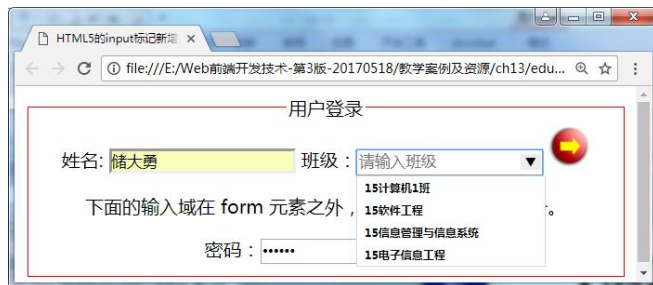 HTML5的input标记新增
file:///E:/Web前端开发技术-第3版-20170518/教学案例及资源/ch13/edu...
用户登录
姓名: 储大勇 班级： 请输入班级
15计算机1班
下面的输入域在 form 元素之外，
。
15软件工程
15信息管理与信息系统
密码： ••••••
15电子信息工程